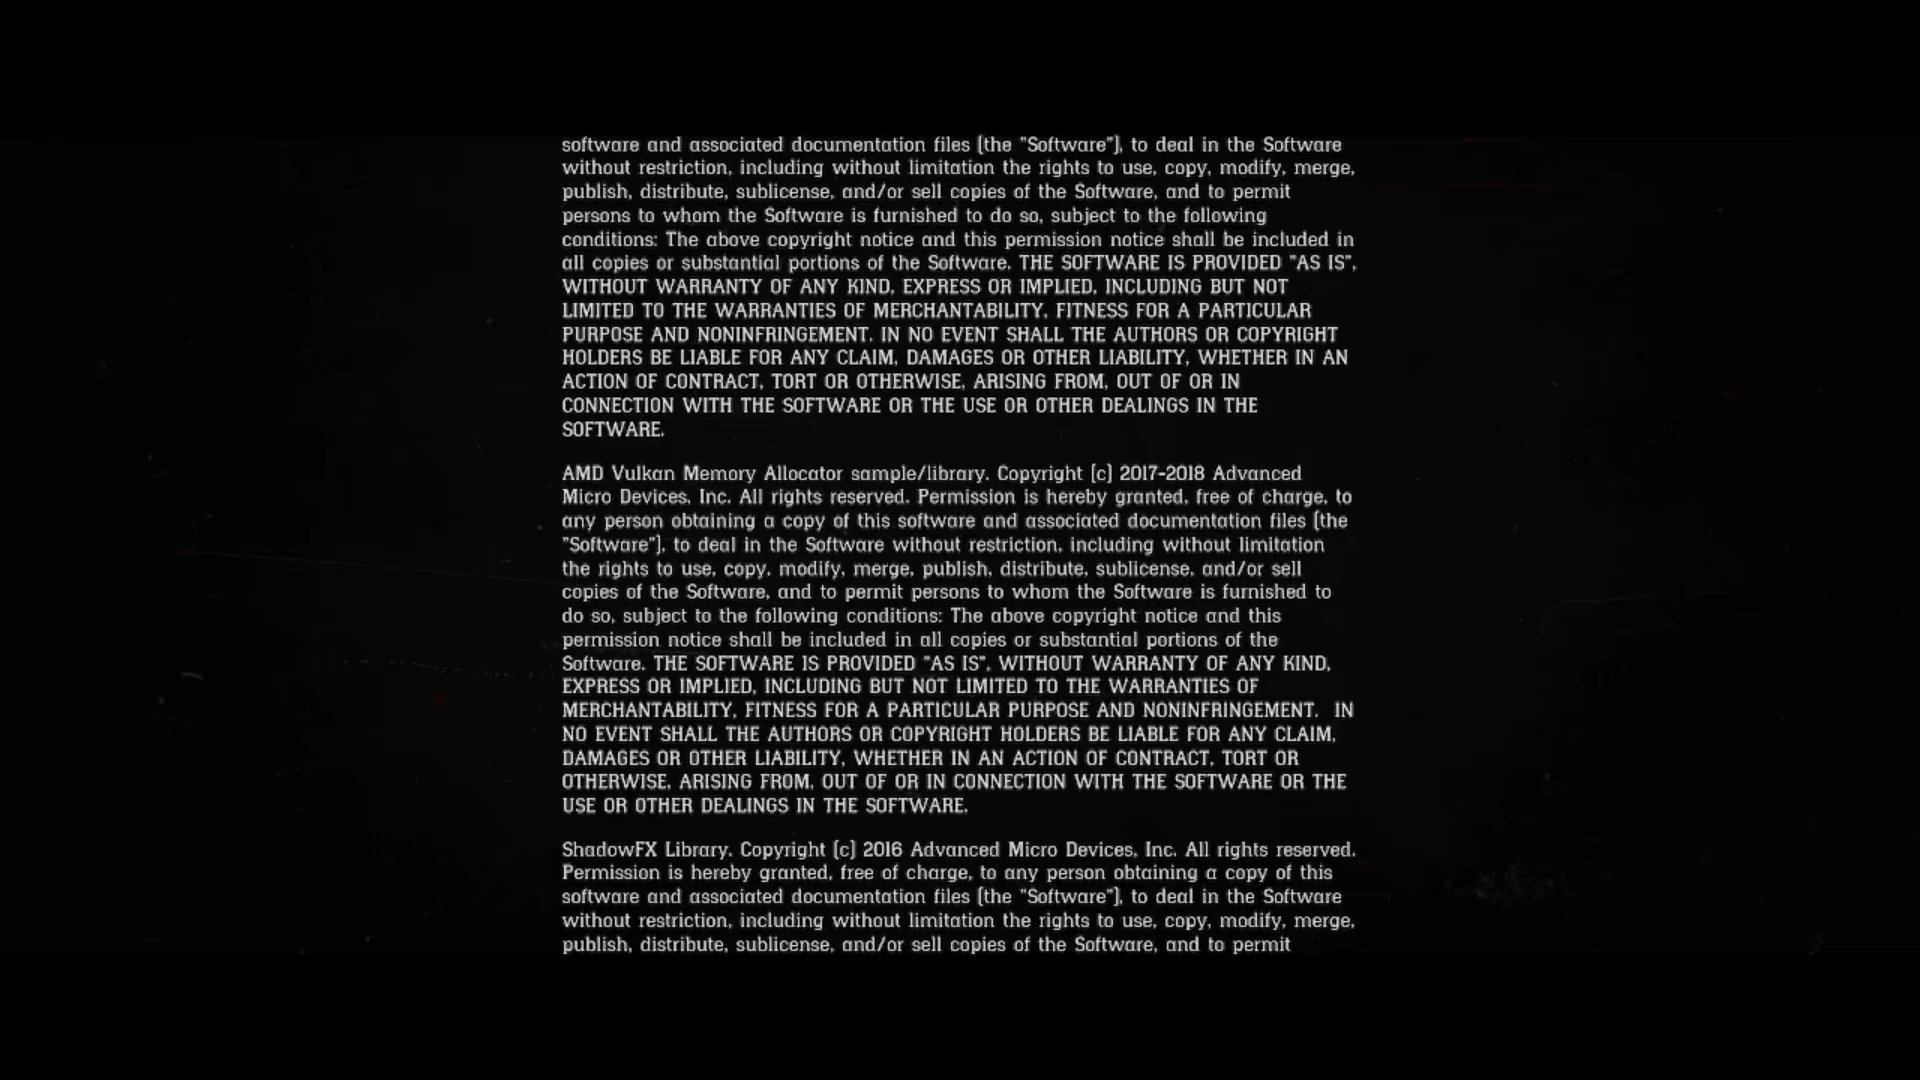 software and associated documentation files (the "Software"), to deal in the Software
without restriction, including without limitation the rights to use, copy, modify, merge,
publish, distribute, sublicense, and/or sell copies of the Software, and to permit
persons to whom the Software is furnished to do so, subject to the following
conditions: The above copyright notice and this permission notice shall be included in
all copies or substantial portions of the Software. THE SOFTWARE IS PROVIDED "AS IS",
WITHOUT WARRANTY OF ANY KIND, EXPRESS OR IMPLIED, INCLUDING BUT NOT
LIMITED TO THE WARRANTIES OF MERCHANTABILITY, FITNESS FOR A PARTICULAR
PURPOSE AND NONINFRINGEMENT. IN NO EVENT SHALL THE AUTHORS OR COPYRIGHT
HOLDERS BE LIABLE FOR ANY CLAIM, DAMAGES OR OTHER LIABILITY, WHETHER IN AN
ACTION OF CONTRACT, TORT OR OTHERWISE, ARISING FROM, OUT OF OR IN
CONNECTION WITH THE SOFTWARE OR THE USE OR OTHER DEALINGS IN THE
SOFTWARE.
AMD Vulkan Memory Allocator sample/library. Copyright (c) 2017-2018 Advanced
Micro Devices, Inc. All rights reserved. Permission is hereby granted, free of charge, to
any person obtaining a copy of this software and associated documentation files (the
"Software"), to deal in the Software without restriction, including without limitation
the rights to use, copy, modify, merge, publish, distribute, sublicense, and/or sell
copies of the Software, and to permit persons to whom the Software is furnished to
do so, subject to the following conditions: The above copyright notice and this
permission notice shall be included in all copies or substantial portions of the
Software. THE SOFTWARE IS PROVIDED "AS IS", WITHOUT WARRANTY OF ANY KIND,
EXPRESS OR IMPLIED, INCLUDING BUT NOT LIMITED TO THE WARRANTIES OF
MERCHANTABILITY, FITNESS FOR A PARTICULAR PURPOSE AND NONINFRINGEMENT.  IN
NO EVENT SHALL THE AUTHORS OR COPYRIGHT HOLDERS BE LIABLE FOR ANY CLAIM,
DAMAGES OR OTHER LIABILITY, WHETHER IN AN ACTION OF CONTRACT, TORT OR
OTHERWISE, ARISING FROM, OUT OF OR IN CONNECTION WITH THE SOFTWARE OR THE
USE OR OTHER DEALINGS IN THE SOFTWARE.
ShadowFX Library. Copyright (c) 2016 Advanced Micro Devices, Inc. All rights reserved.
Permission is hereby granted, free of charge, to any person obtaining a copy of this
software and associated documentation files (the "Software"), to deal in the Software
without restriction, including without limitation the rights to use, copy, modify, merge,
publish, distribute, sublicense, and/or sell copies of the Software, and to permit